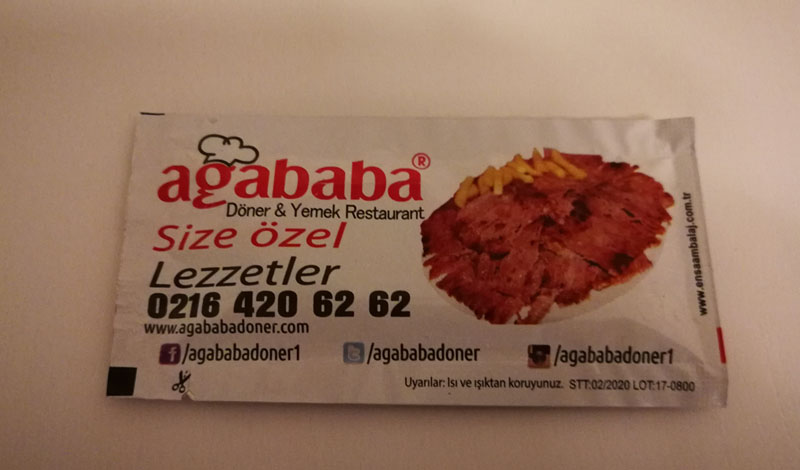 agababa®
Döner & Yemek Restaurant
Size özel
Lezzetler
0216 420 62 62
www.agababadoner.com
/agababadoner1 /agababadoner /agababadoner1
Uyarılar: Isı ve ışıktan koruyunuz. STT:02/2020 LOT:17-0800
www.ensaambalaj.com.tr